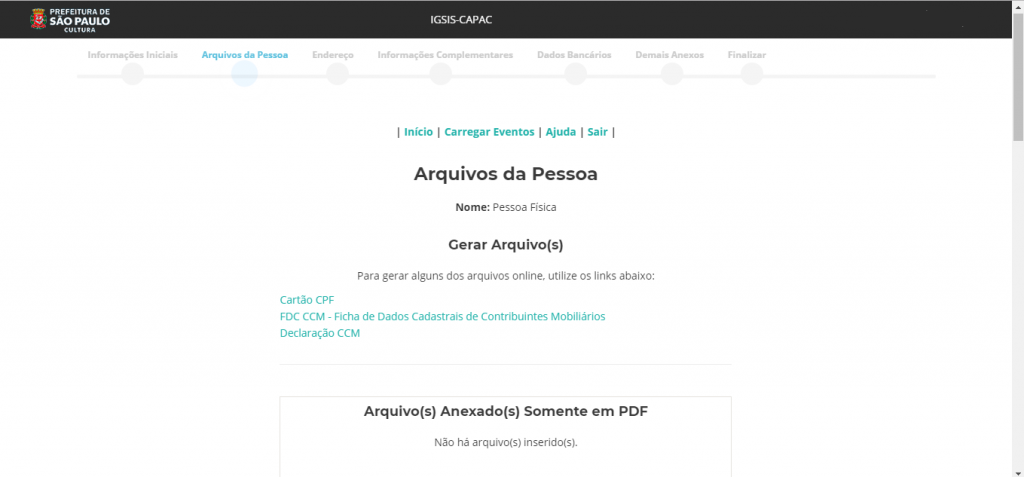 PREFEITURA DE
SÃO PAULO
CULTURA
IGSIS-CAPAC
Informações Iniciais Arquivos da Pessoa Endereço Informações Complementares Dados Bancários Demais Anexos Finalizar
| Início | Carregar Eventos | Ajuda | Sair |
Arquivos da Pessoa
Nome: Pessoa Física
Gerar Arquivo(s)
Para gerar alguns dos arquivos online, utilize os links abaixo:
Cartão CPF
FDC CCM - Ficha de Dados Cadastrais de Contribuintes Mobiliários
Declaração CCM
Arquivo(s) Anexado(s) Somente em PDF
Não há arquivo(s) inserido(s).